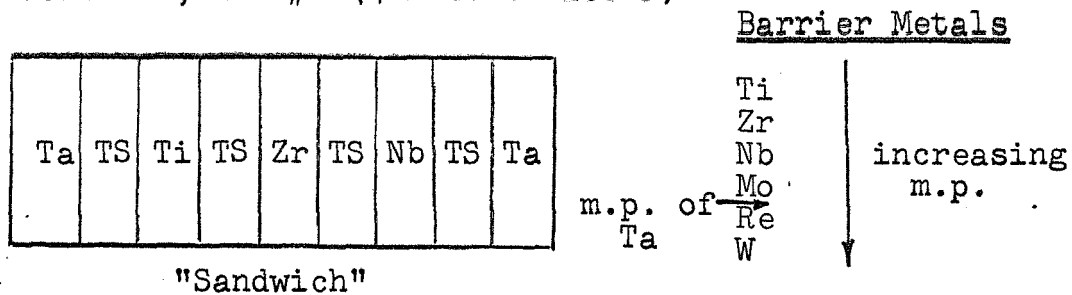 Barrier Metals
Ta TS Ti TS Zr TS Nb TS Ta
"Sandwich"
m.p. of
Ta
Ti
Zr
Nb
Mo
Re
W
increasing
m.p.